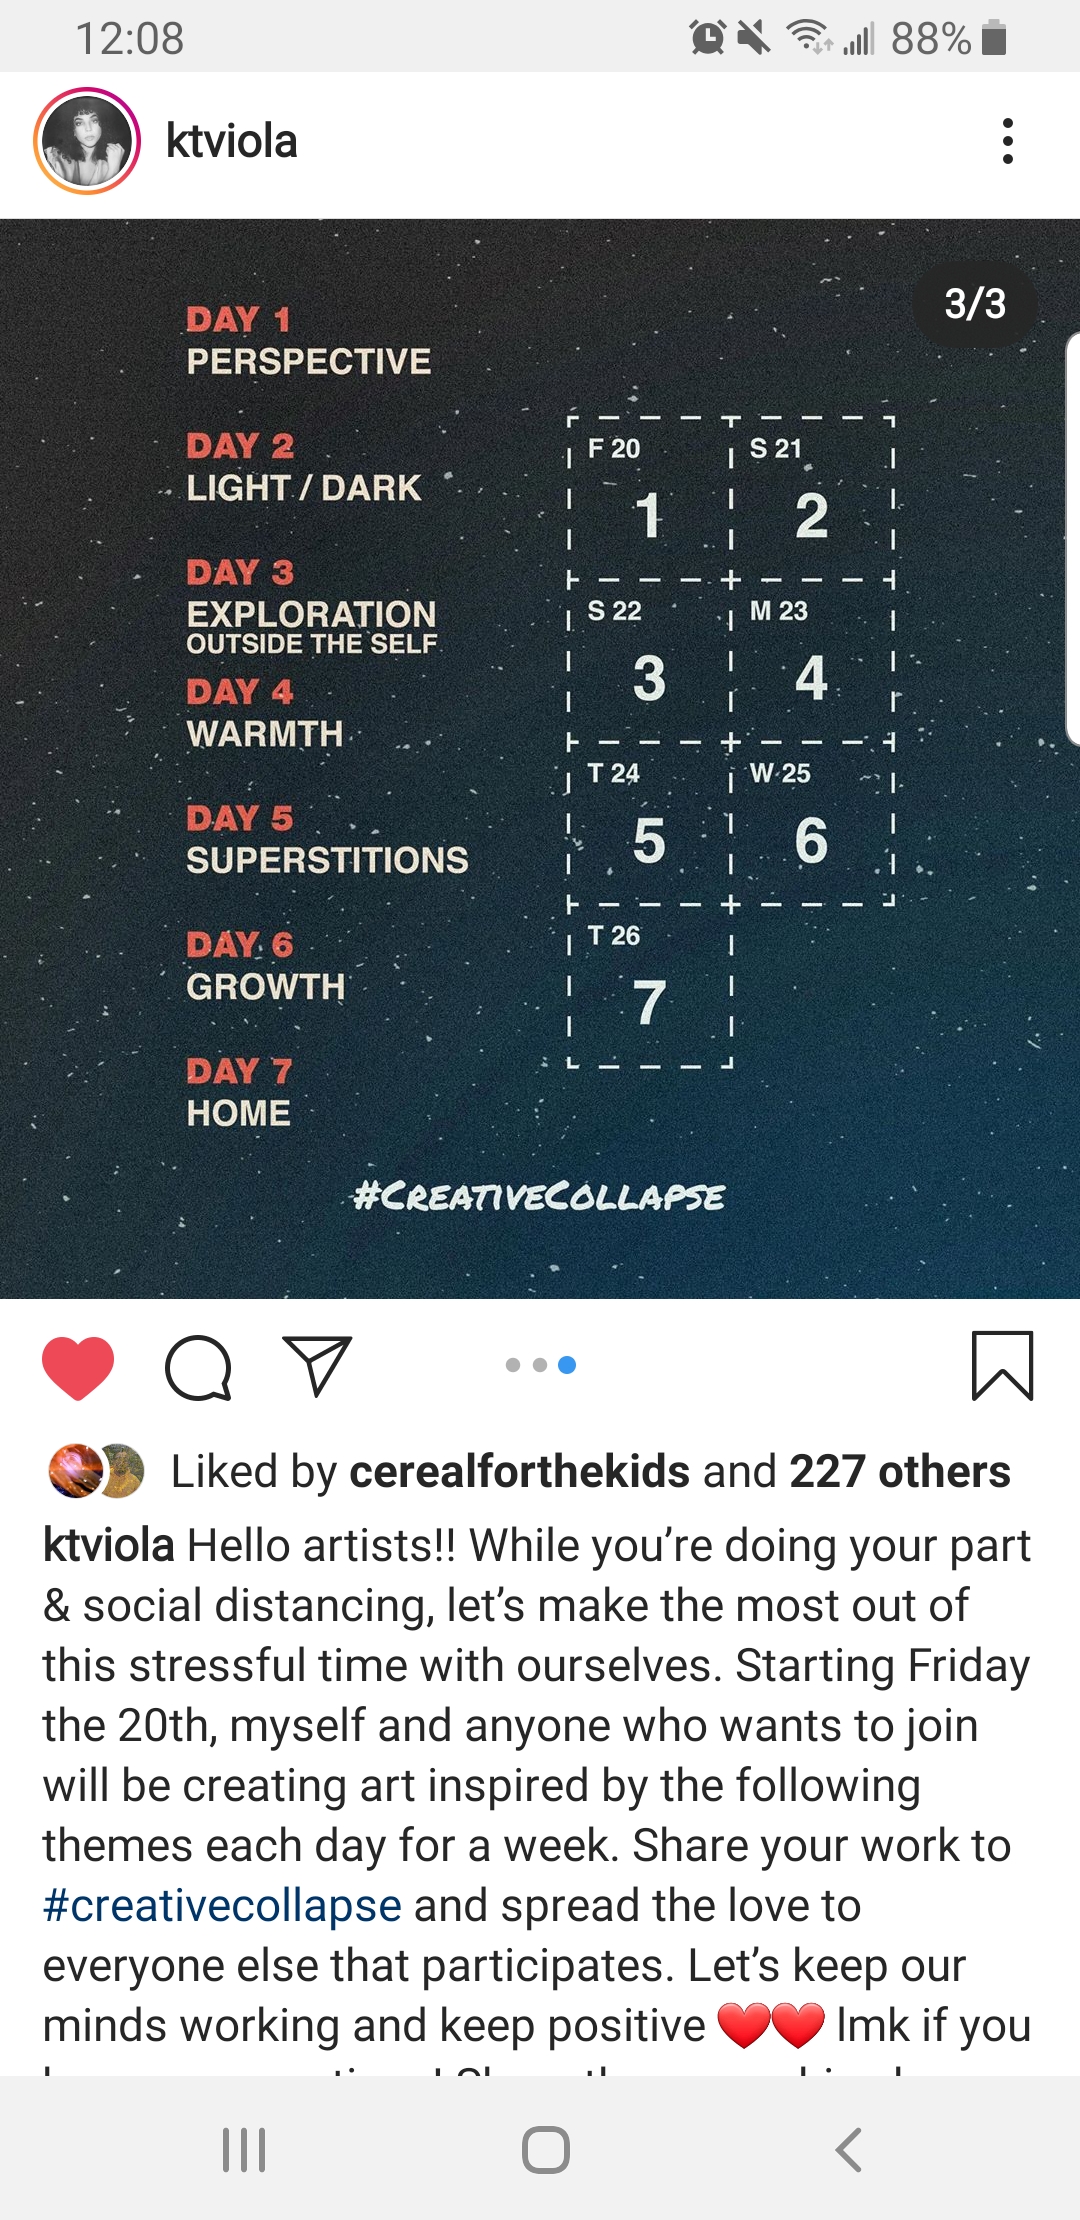 12:08
88%
ktviola
3/3
DAY 1
PERSPECTIVE
DAY 2
LIGHT / DARK
DAY 3
EXPLORATION
OUTSIDE THE SELF
DAY 4
WARMTH
DAY 5
SUPERSTITIONS
DAY 6
GROWTH
DAY 7
HOME
F 20
S 21
1
2
S 22
M 23
3
4
T 24
W 25
5
6
T 26
7
#CREATIVECOLLAPSE
Liked by cerealforthekids and 227 others
ktviola Hello artists!! While you’re doing your part
& social distancing, let’s make the most out of
this stressful time with ourselves. Starting Friday
the 20th, myself and anyone who wants to join
will be creating art inspired by the following
themes each day for a week. Share your work to
#creativecollapse and spread the love to
everyone else that participates. Let’s keep our
minds working and keep positive ❤️❤️ lmk if you